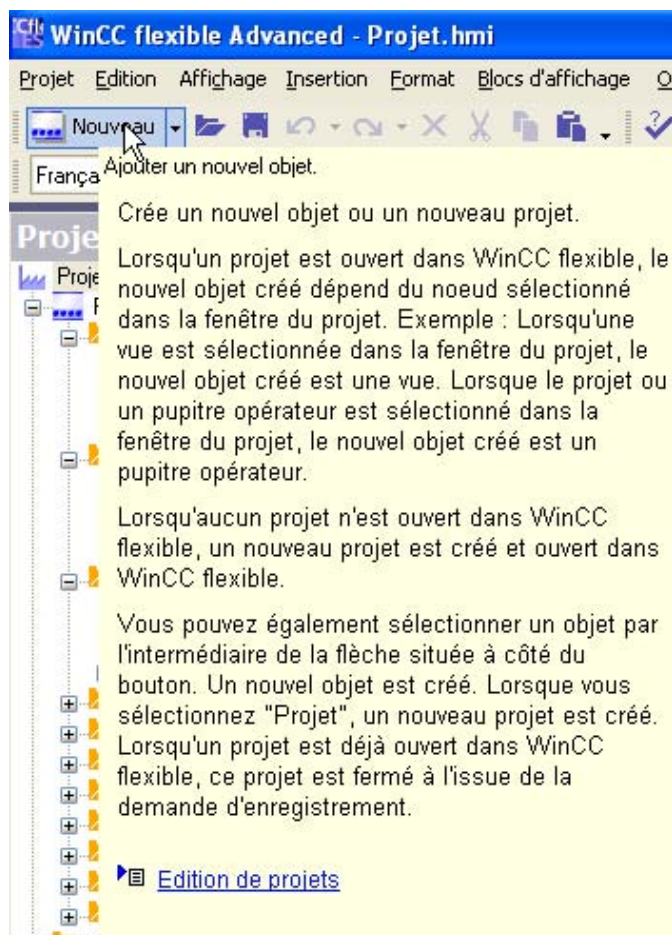 WinCC flexible Advanced - Projet.hmi
Projet Edition Affichage Insertion Format Blocs d'affichage O
Nouveau
França
Ajouter un nouvel objet.
Crée un nouvel objet ou un nouveau projet.
Proje
Lorsqu'un projet est ouvert dans WinCC flexible, le
Proje
nouvel objet créé dépend du noeud sélectionné
dans la fenêtre du projet. Exemple : Lorsqu'une
vue est sélectionnée dans la fenêtre du projet, le
nouvel objet créé est une vue. Lorsque le projet ou
un pupitre opérateur est sélectionné dans la
fenêtre du projet, le nouvel objet créé est un
pupitre opérateur.
Lorsqu'aucun projet n'est ouvert dans WinCC
flexible, un nouveau projet est créé et ouvert dans
WinCC flexible.
Vous pouvez également sélectionner un objet par
l'intermédiaire de la flèche située à côté du
bouton. Un nouvel objet est créé. Lorsque vous
sélectionnez "Projet", un nouveau projet est créé.
Lorsqu'un projet est déjà ouvert dans WinCC
flexible, ce projet est fermé à l'issue de la
demande d'enregistrement.
Edition de projets